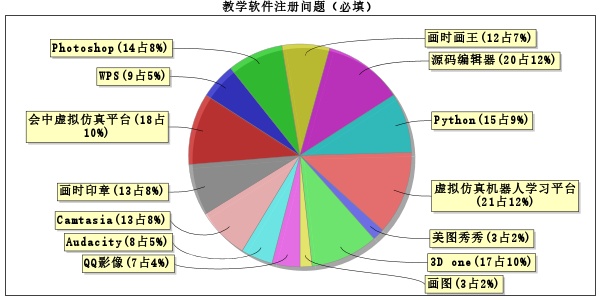 教学软件注册问题（必填）
画时画王(12占7%)
源码编辑器(20占12%)
Python(15占9%)
虚拟仿真机器人学习平台
(21占12%)
美图秀秀(3占2%)
3D one(17占10%)
画图(3占2%)
QQ影像(7占4%)
Audacity(8占5%)
Camtasia(13占8%)
画时印章(13占8%)
会中虚拟仿真平台(18占
10%)
WPS(9占5%)
Photoshop(14占8%)